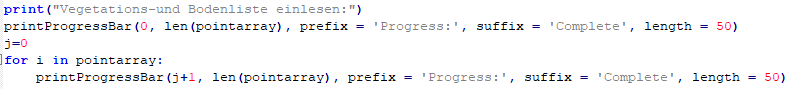 print("Vegetations-und Bodenliste einlesen:")
printProgressBar(0, len(pointarray), prefix = 'Progress:', suffix = 'Complete', length = 50)
j=0
for i in pointarray:
    printProgressBar(j+1, len(pointarray), prefix = 'Progress:', suffix = 'Complete', length = 50)